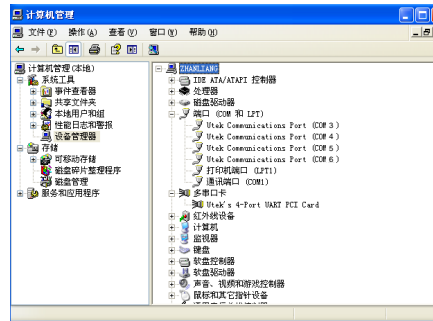 计算机管理
文件(F) 操作(A) 查看(V) 窗口(W) 帮助(H)
计算机管理(本地)
系统工具
事件查看器
共享文件夹
本地用户和组
性能日志和警报
设备管理器
存储
可移动存储
磁盘碎片整理程序
磁盘管理
服务和应用程序
ZHANLIANG
IDE ATA/ATAPI 控制器
处理器
磁盘驱动器
端口 (COM 和 LPT)
Utek Communications Port (COM 3)
Utek Communications Port (COM 4)
Utek Communications Port (COM 5)
Utek Communications Port (COM 6)
打印机端口 (LPT1)
通讯端口 (COM1)
多串口卡
Utek's 4-Port UART PCI Card
红外线设备
计算机
监视器
键盘
软盘控制器
软盘驱动器
声音、视频和游戏控制器
鼠标和其它指针设备